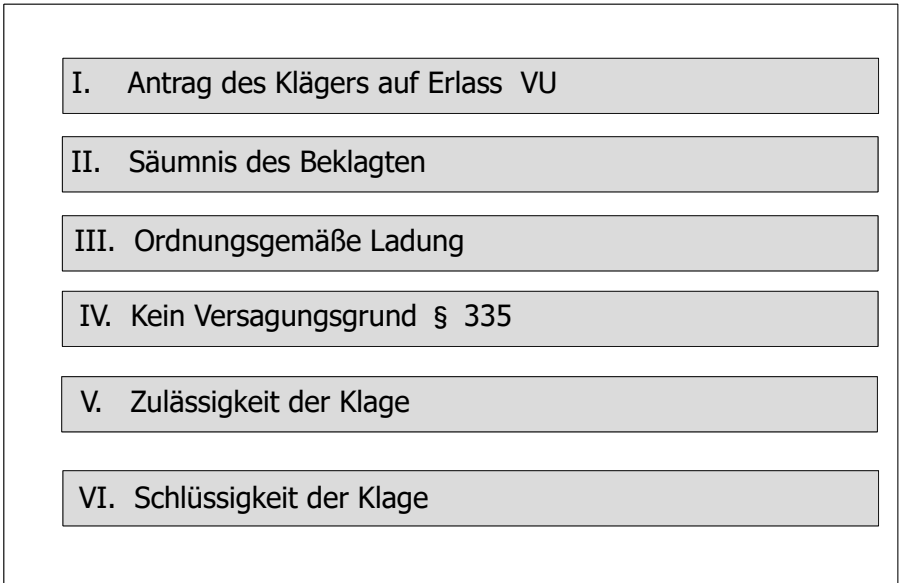 I. Antrag des Klägers auf Erlass VU
II. Säumnis des Beklagten
III. Ordnungsgemäße Ladung
IV. Kein Versagungsgrund § 335
V. Zulässigkeit der Klage
VI. Schlüssigkeit der Klage